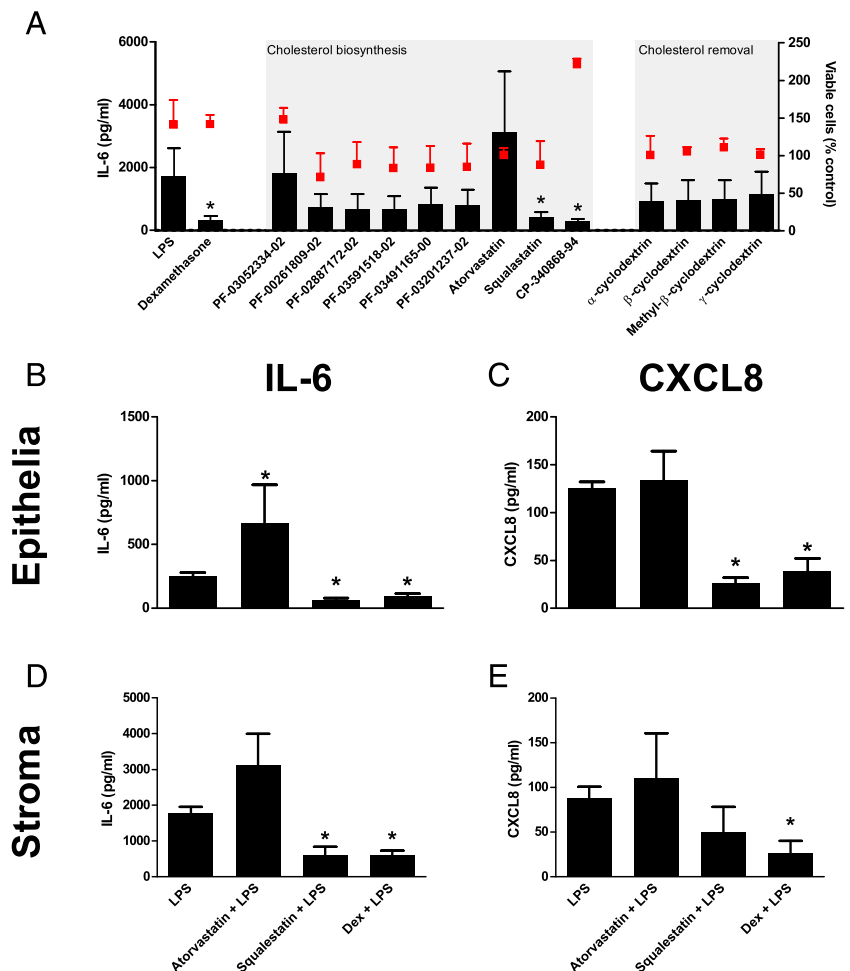 A
Cholesterol biosynthesis
Cholesterol removal
IL-6 (pg/ml)
6000
4000
2000
0
Viable cells (% control)
250
200
150
100
50
0
*
*
*
LPS
Dexamethasone
PF-03052334-02
PF-00261809-02
PF-02887172-02
PF-03591518-02
PF-03491165-00
PF-03201237-02
Atorvastatin
Squalastatin
CP-340868-94
α-cyclodextrin
β-cyclodextrin
Methyl-β-cyclodextrin
γ-cyclodextrin
B
IL-6
C
CXCL8
Epithelia
IL-6 (pg/ml)
1500
1000
500
0
*
*
*
CXCL8 (pg/ml)
200
150
100
50
0
*
*
D
E
Stroma
IL-6 (pg/ml)
5000
4000
3000
2000
1000
0
*
*
LPS
Atorvastatin + LPS
Squalestatin + LPS
Dex + LPS
CXCL8 (pg/ml)
200
150
100
50
0
*
LPS
Atorvastatin + LPS
Squalestatin + LPS
Dex + LPS